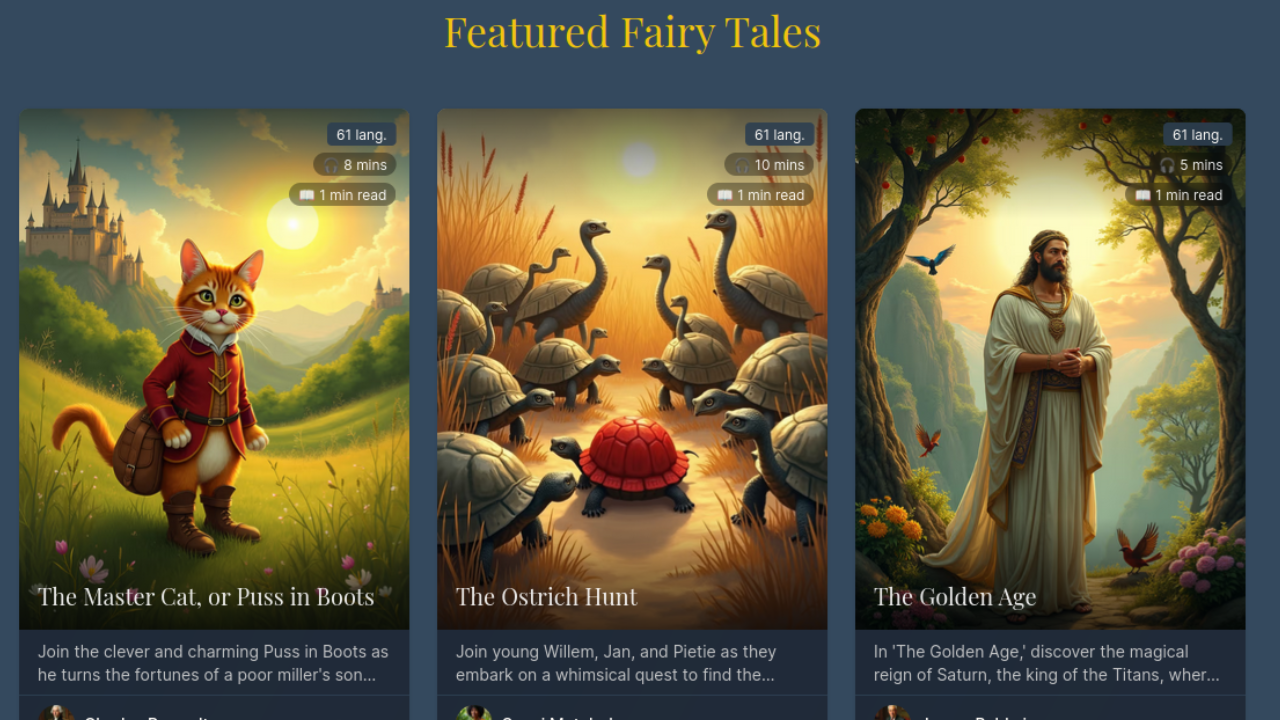 Featured Fairy Tales
61 lang.
🎧 8 mins
📖 1 min read
The Master Cat, or Puss in Boots
Join the clever and charming Puss in Boots as
he turns the fortunes of a poor miller's son...
61 lang.
🎧 10 mins
📖 1 min read
The Ostrich Hunt
Join young Willem, Jan, and Pietie as they
embark on a whimsical quest to find the...
61 lang.
🎧 5 mins
📖 1 min read
The Golden Age
In 'The Golden Age,' discover the magical
reign of Saturn, the king of the Titans, wher...